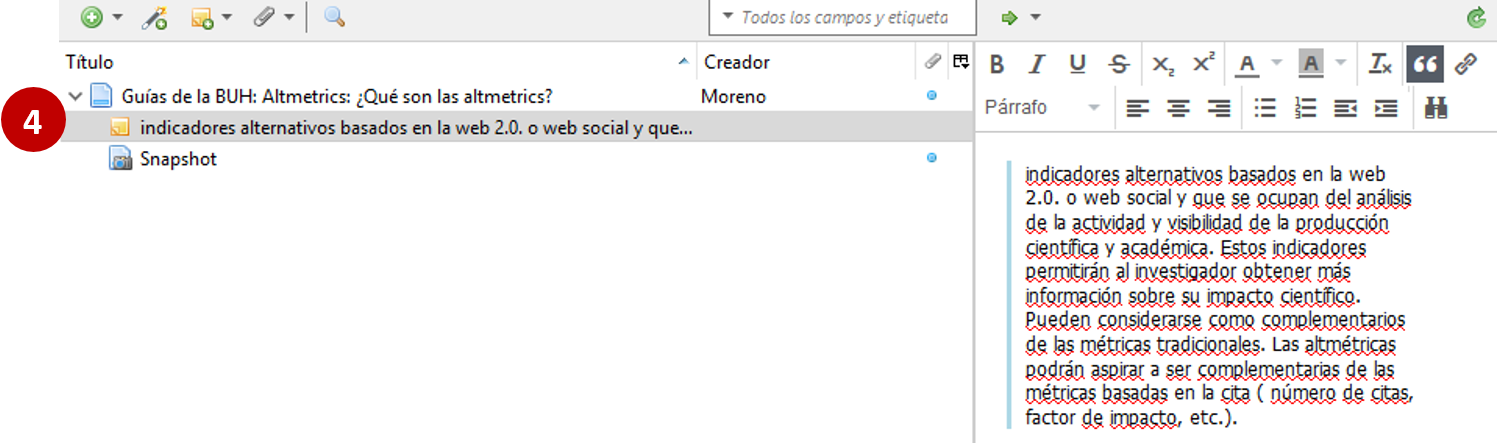 Todos los campos y etiqueta
Título Creador
Guías de la BUH: Altmetrics: ¿Qué son las altmetrics? Moreno
4
indicadores alternativos basados en la web 2.0. o web social y que...
Snapshot
B I U S X2 X2 A A Tx
Párrafo
indicadores alternativos basados en la web
2.0. o web social y que se ocupan del análisis
de la actividad y visibilidad de la producción
científica y académica. Estos indicadores
permitirán al investigador obtener más
información sobre su impacto científico.
Pueden considerarse como complementarios
de las métricas tradicionales. Las altmétricas
podrán aspirar a ser complementarias de las
métricas basadas en la cita ( número de citas,
factor de impacto, etc.).